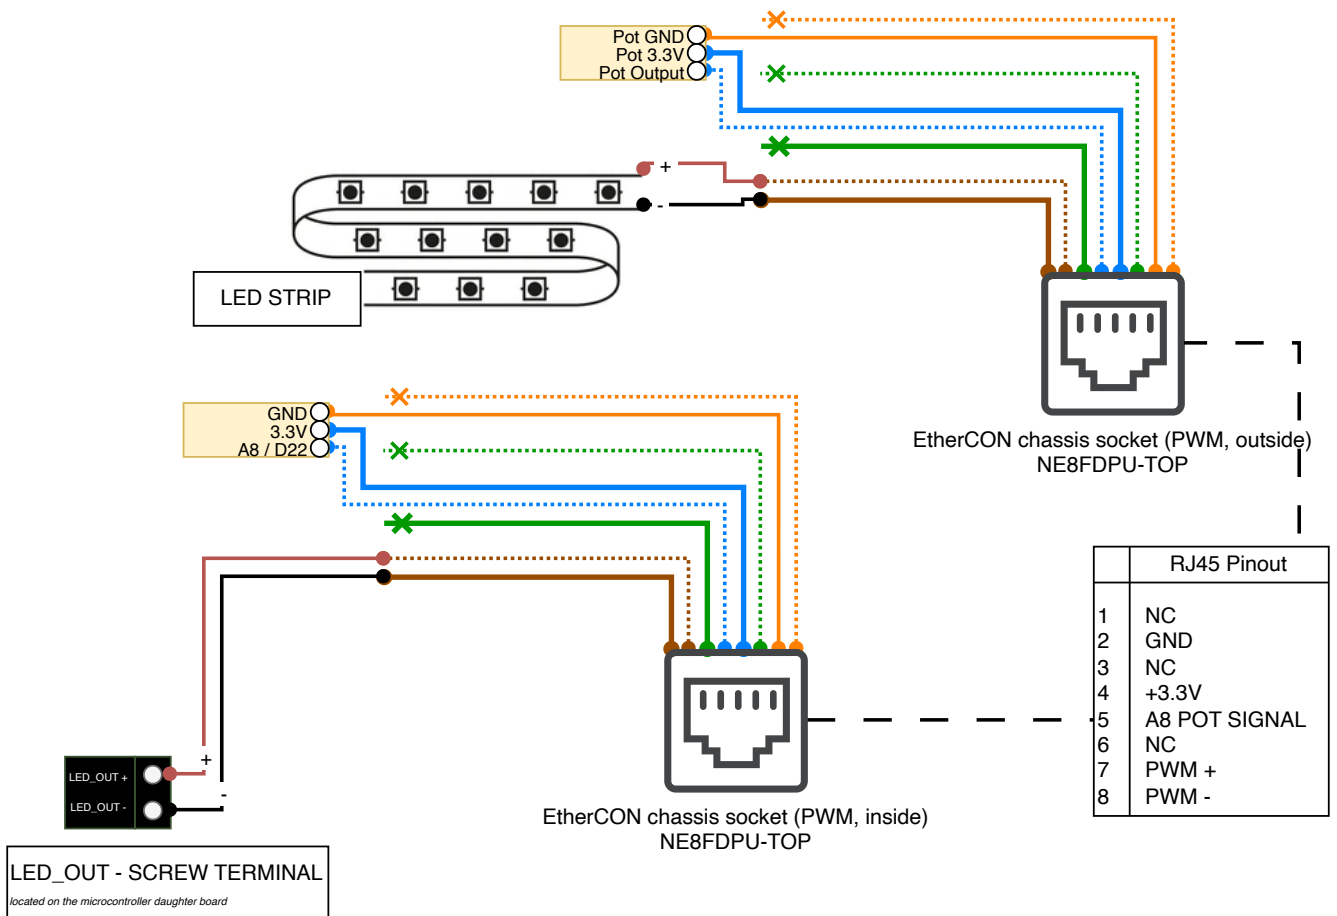 Pot GND
Pot 3.3V
Pot Output
+
-
LED STRIP
EtherCON chassis socket (PWM, outside)
NE8FDPU-TOP
GND
3.3V
A8 / D22
RJ45 Pinout
1 NC
2 GND
3 NC
4 +3.3V
5 A8 POT SIGNAL
6 NC
7 PWM +
8 PWM -
+
-
LED_OUT +
LED_OUT -
EtherCON chassis socket (PWM, inside)
NE8FDPU-TOP
LED_OUT - SCREW TERMINAL
located on the microcontroller daughter board